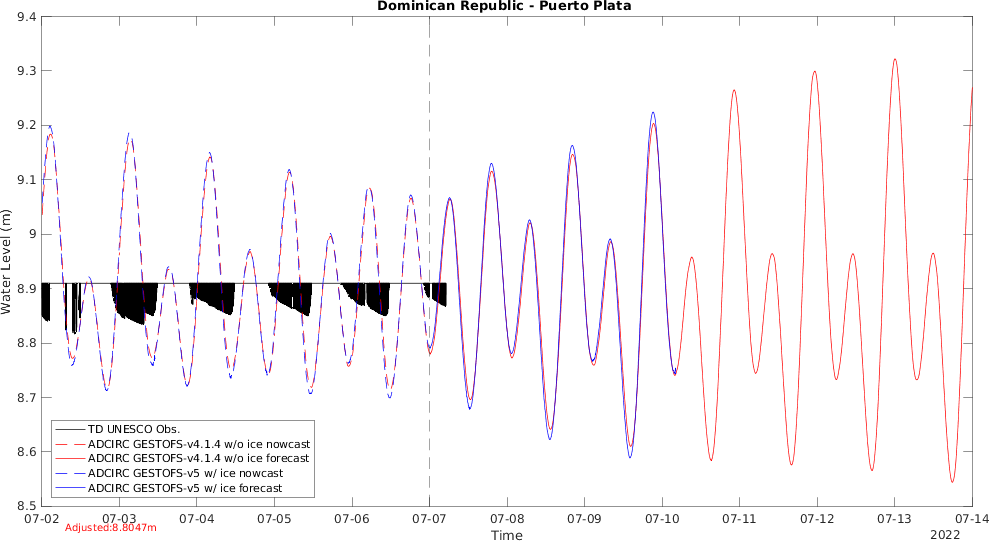 Dominican Republic - Puerto Plata
Water Level (m)
9.4
9.3
9.2
9.1
9
8.9
8.8
8.7
8.6
8.5
TD UNESCO Obs.
ADCIRC GESTOFS-v4.1.4 w/o ice nowcast
ADCIRC GESTOFS-v4.1.4 w/o ice forecast
ADCIRC GESTOFS-v5 w/ ice nowcast
ADCIRC GESTOFS-v5 w/ ice forecast
07-02 07-03 07-04 07-05 07-06 07-07 07-08 07-09 07-10 07-11 07-12 07-13 07-14
Adjusted:8.8047m
Time
2022